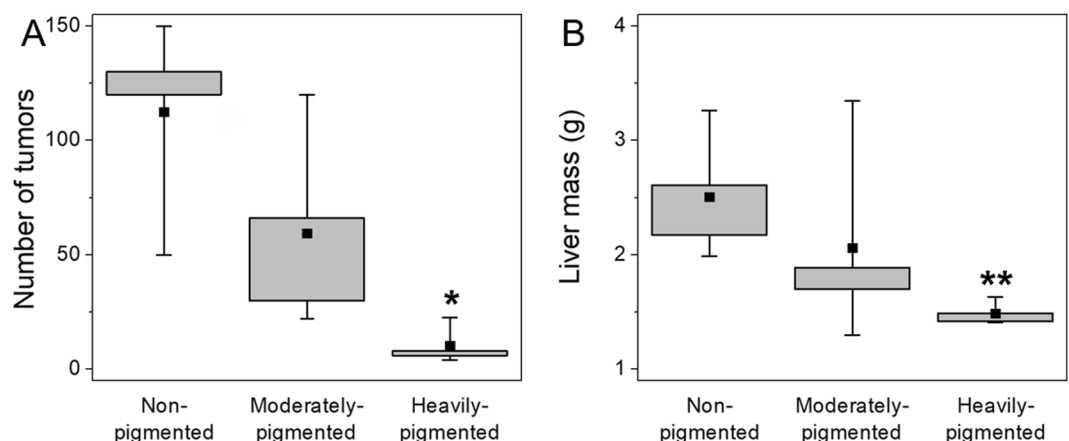 A
Number of tumors
150
100
50
0
*
Non-
pigmented
Moderately-
pigmented
Heavily-
pigmented
B
Liver mass (g)
4
3
2
1
**
Non-
pigmented
Moderately-
pigmented
Heavily-
pigmented